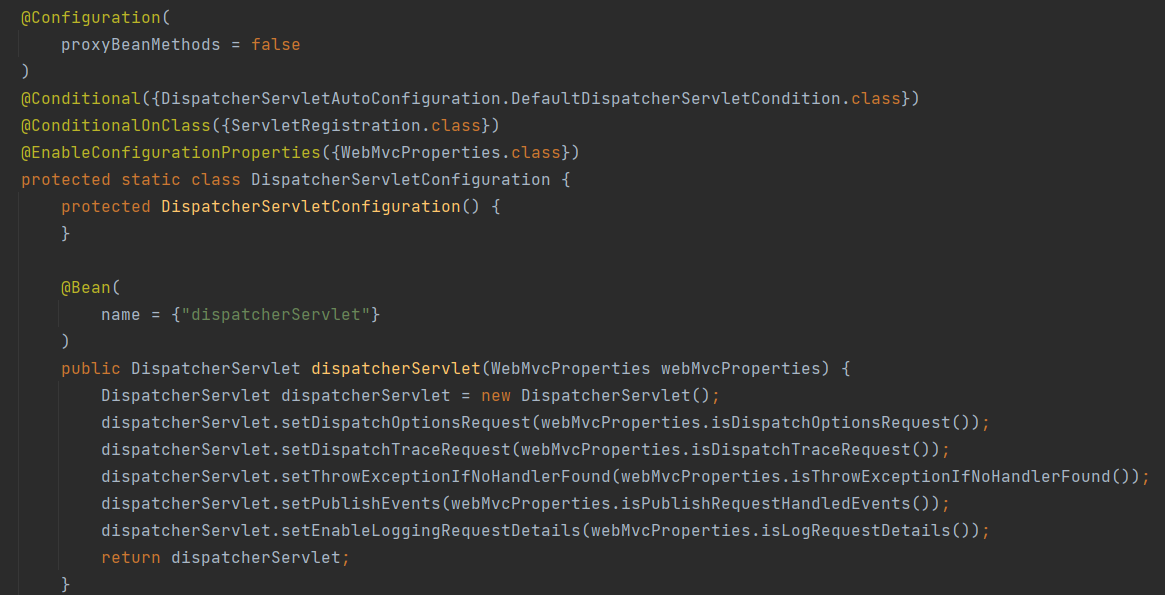 @Configuration(
    proxyBeanMethods = false
)
@Conditional({DispatcherServletAutoConfiguration.DefaultDispatcherServletCondition.class})
@ConditionalOnClass({ServletRegistration.class})
@EnableConfigurationProperties({WebMvcProperties.class})
protected static class DispatcherServletConfiguration {
    protected DispatcherServletConfiguration() {
    }

    @Bean(
        name = {"dispatcherServlet"}
    )
    public DispatcherServlet dispatcherServlet(WebMvcProperties webMvcProperties) {
        DispatcherServlet dispatcherServlet = new DispatcherServlet();
        dispatcherServlet.setDispatchOptionsRequest(webMvcProperties.isDispatchOptionsRequest());
        dispatcherServlet.setDispatchTraceRequest(webMvcProperties.isDispatchTraceRequest());
        dispatcherServlet.setThrowExceptionIfNoHandlerFound(webMvcProperties.isThrowExceptionIfNoHandlerFound());
        dispatcherServlet.setPublishEvents(webMvcProperties.isPublishRequestHandledEvents());
        dispatcherServlet.setEnableLoggingRequestDetails(webMvcProperties.isLogRequestDetails());
        return dispatcherServlet;
    }